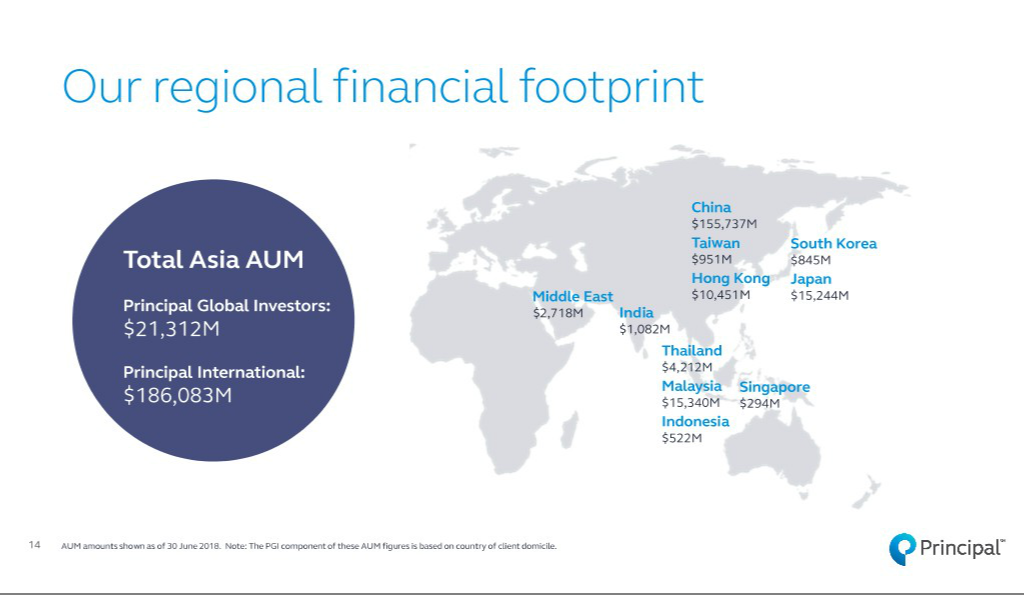 Our regional financial footprint
Total Asia AUM
Principal Global Investors:
$21,312M
Principal International:
$186,083M
China
$155,737M
Taiwan
$951M
Hong Kong
$10,451M
South Korea
$845M
Japan
$15,244M
Middle East
$2,718M
India
$1,082M
Thailand
$4,212M
Malaysia
$15,340M
Singapore
$294M
Indonesia
$522M
14
AUM amounts shown as of 30 June 2018. Note: The PGI component of these AUM figures is based on country of client domicile.
Principal℠